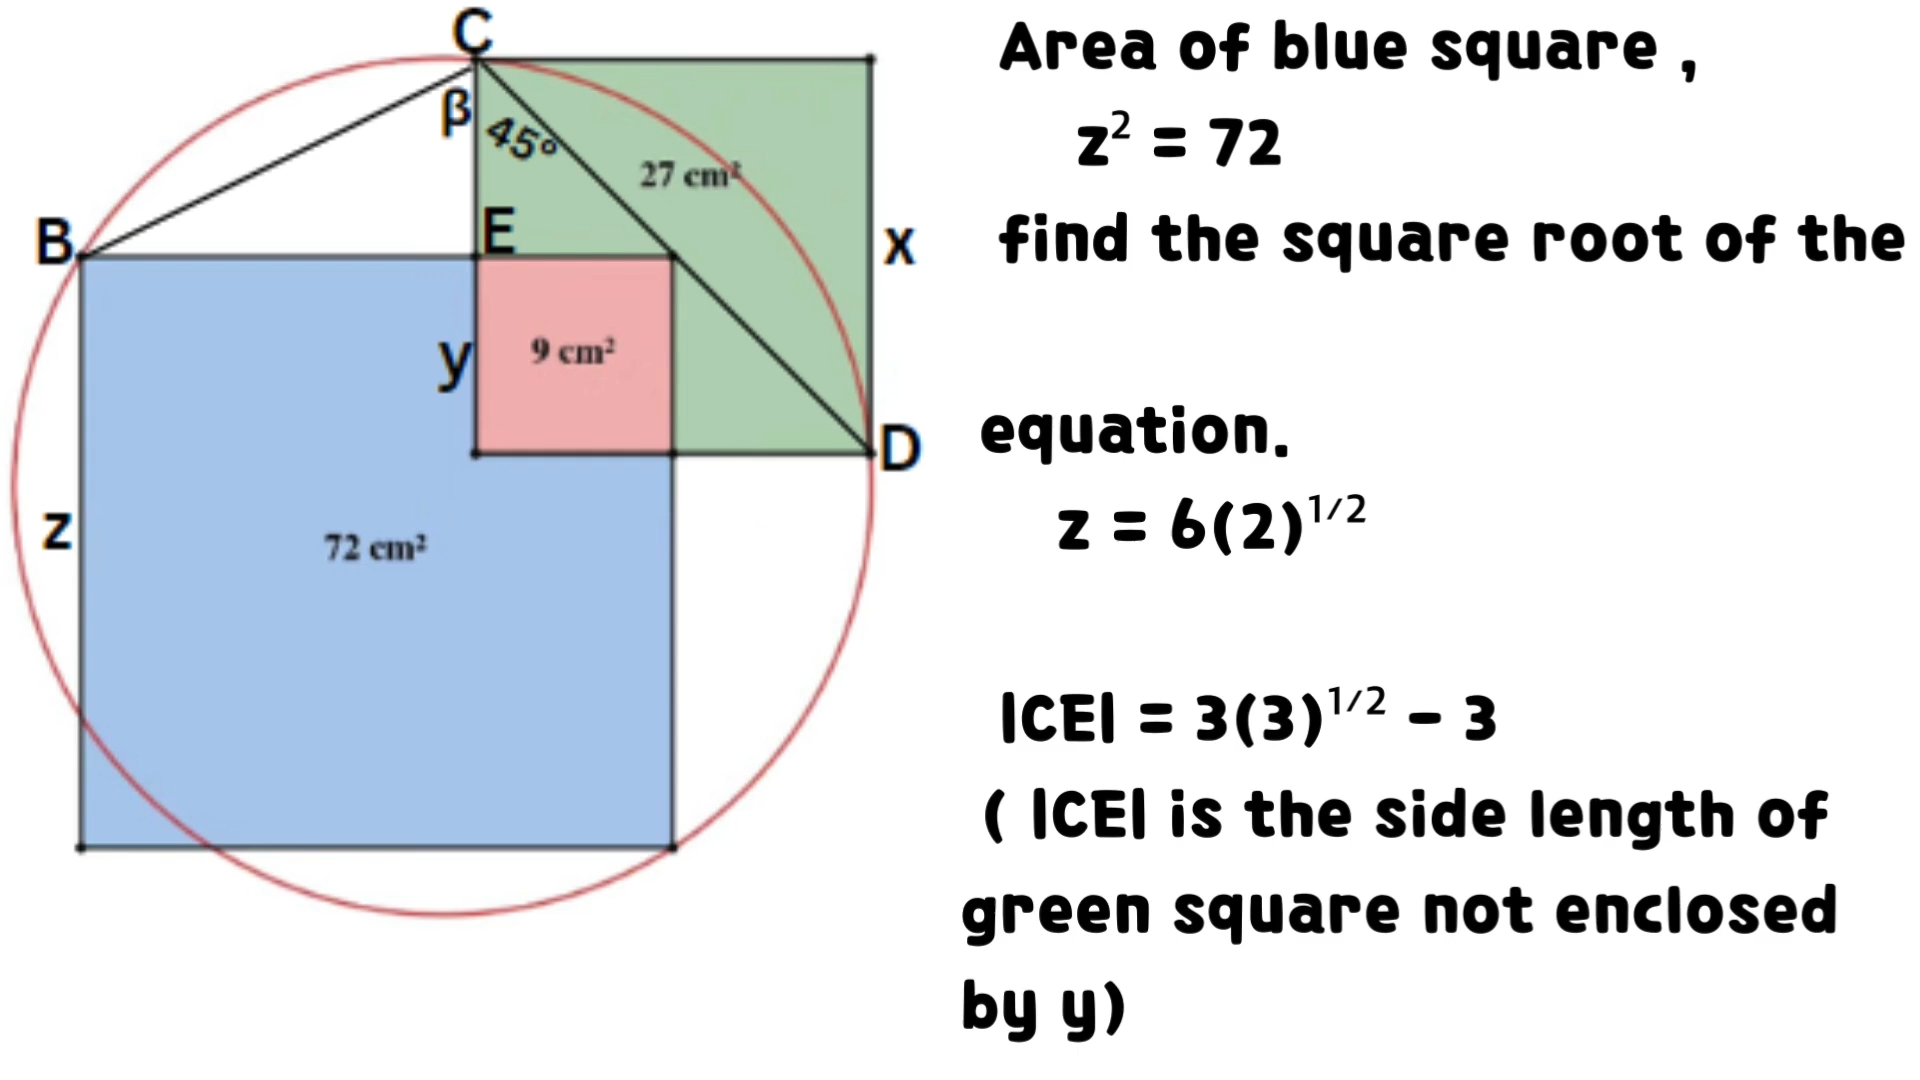 C
β
45°
27 cm²
B
E
x
y
9 cm²
D
z
72 cm²
Area of blue square ,
z² = 72
find the square root of the
equation.
z = 6(2)^1/2
|CE| = 3(3)^1/2 - 3
( |CE| is the side length of
green square not enclosed
by y)